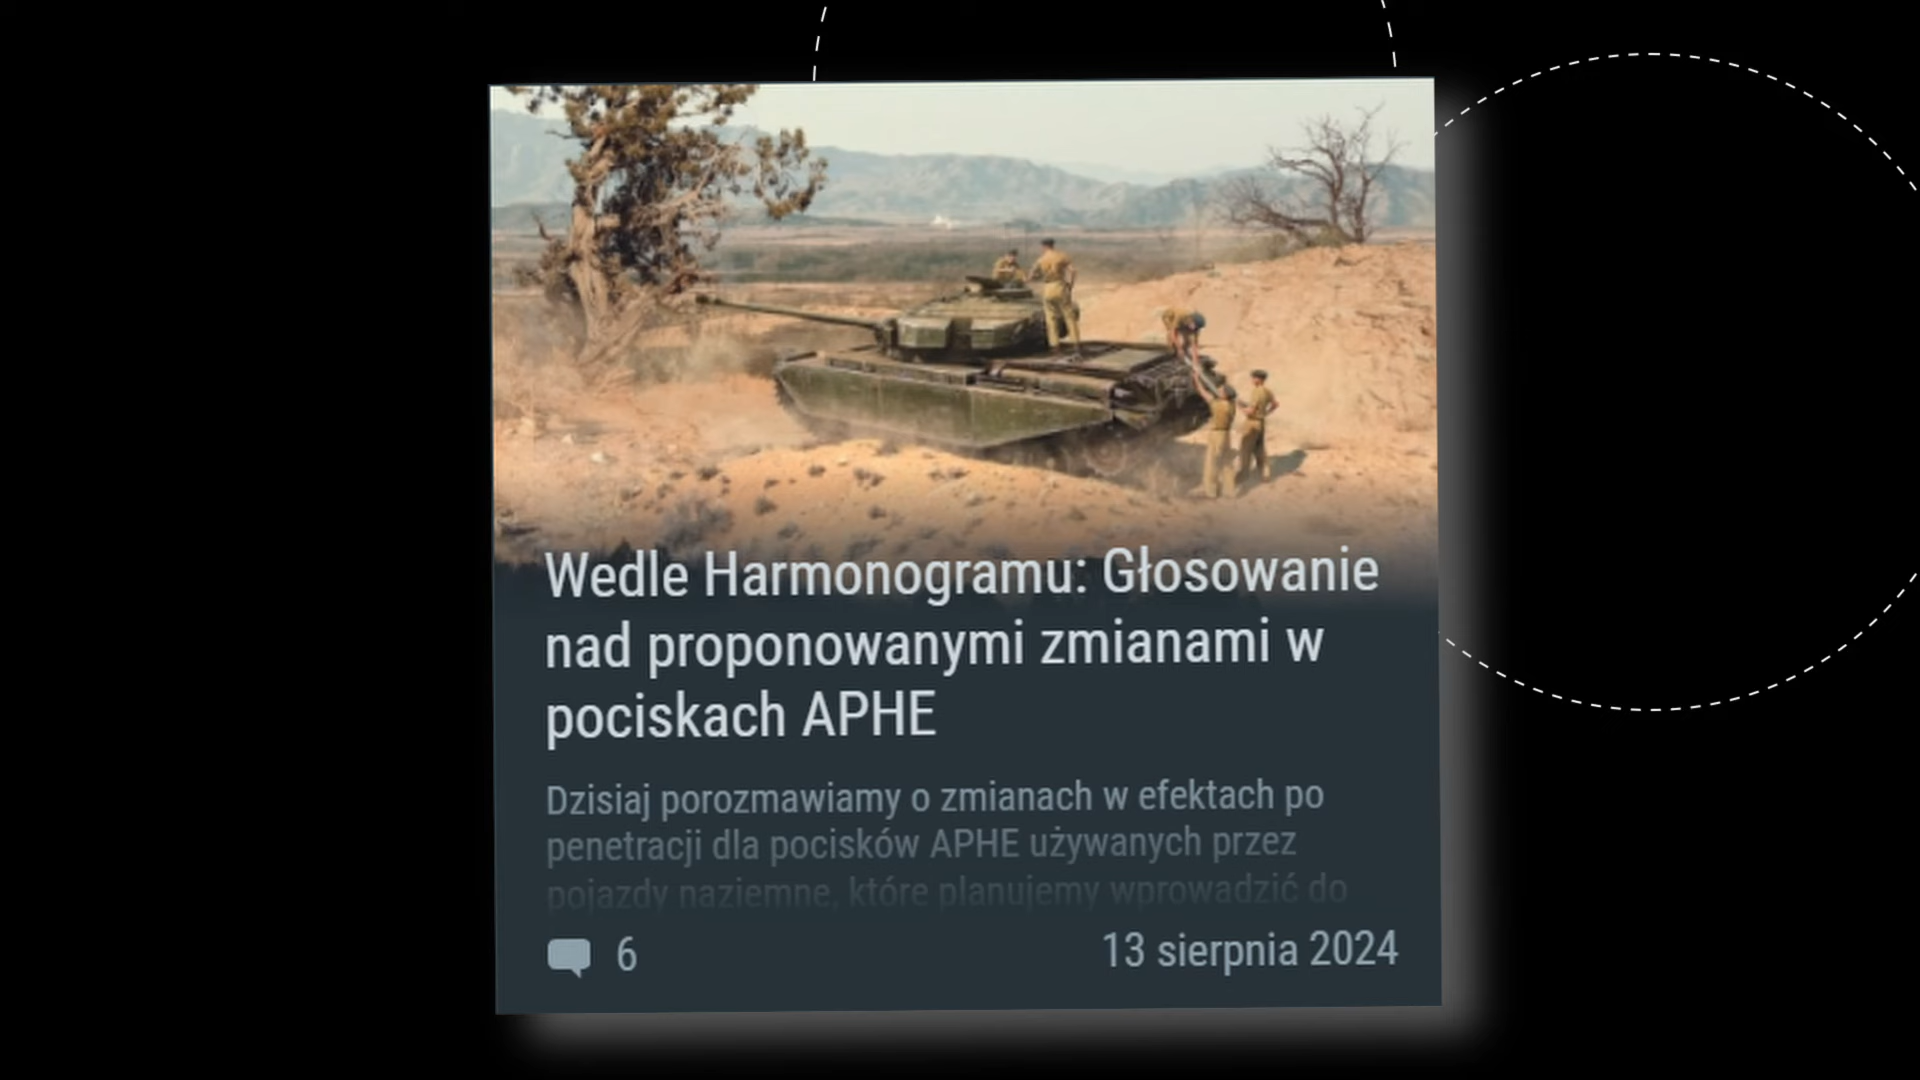 Wedle Harmonogramu: Głosowanie
nad proponowanymi zmianami w
pociskach APHE
Dzisiaj porozmawiamy o zmianach w efektach po
penetracji dla pocisków APHE używanych przez
pojazdy naziemne, które planujemy wprowadzić do
6
13 sierpnia 2024